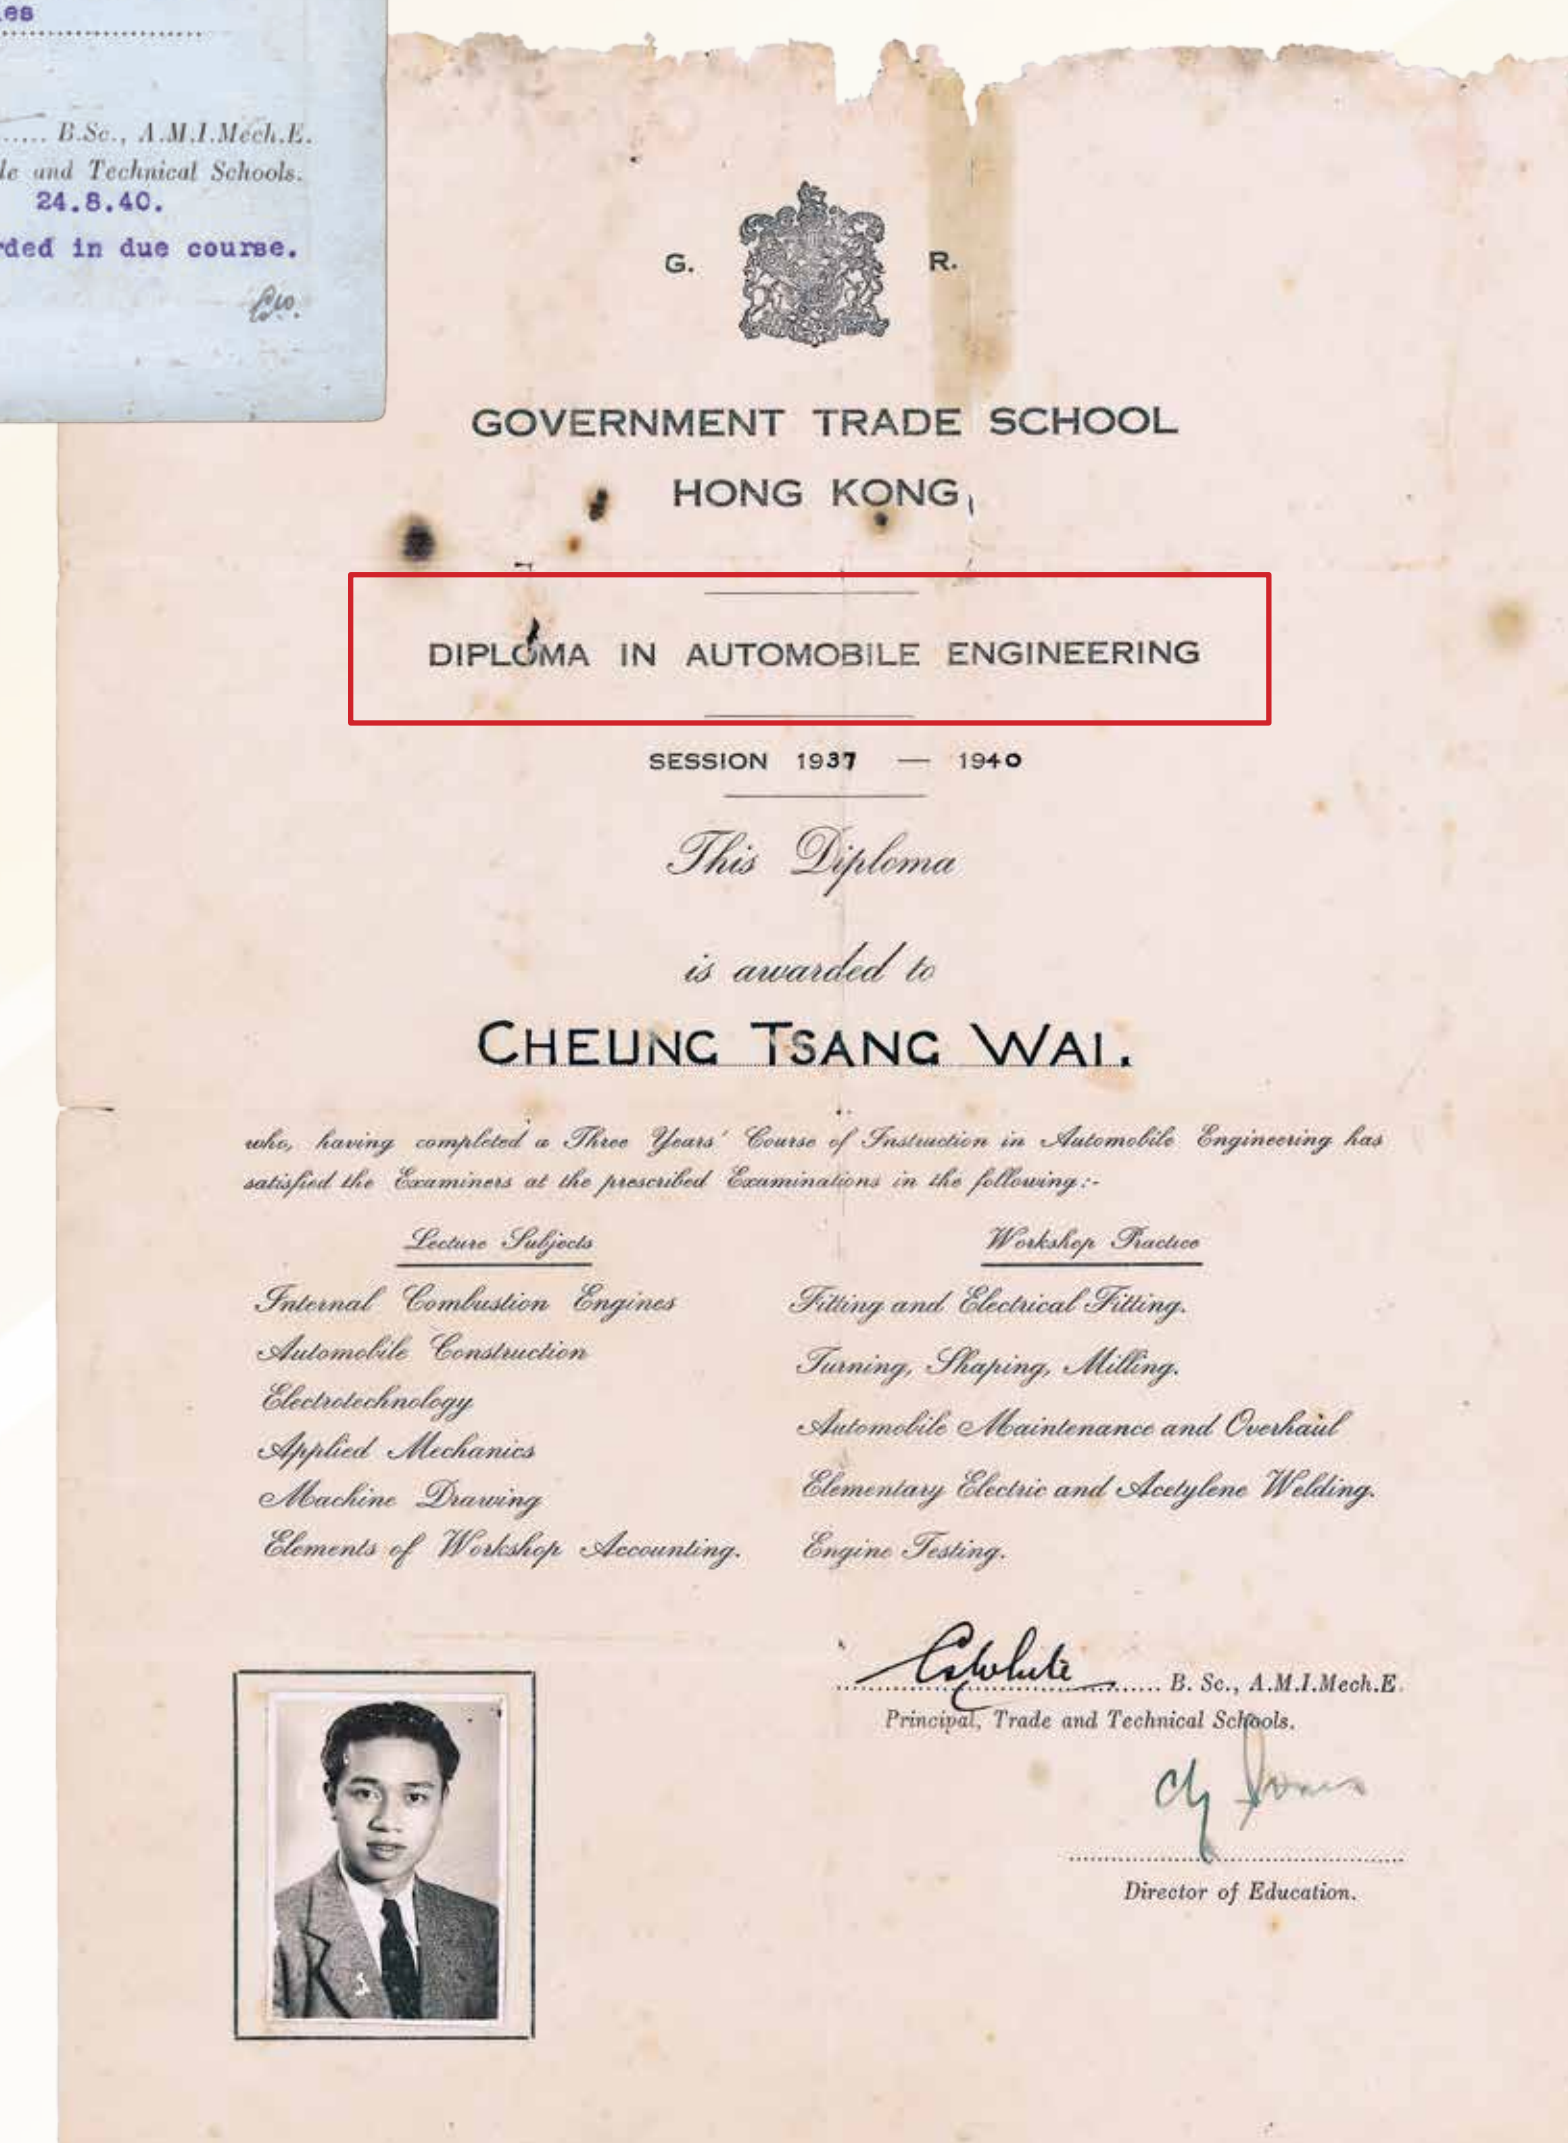 es
B.Sc., A.M.I.Mech.E.
and Technical Schools.
24.8.40.
ded in due course.
G. R.
GOVERNMENT TRADE SCHOOL
HONG KONG
DIPLOMA IN AUTOMOBILE ENGINEERING
SESSION 1937 — 1940
This Diploma
is awarded to
CHEUNG TSANG WAI.
who, having completed a Three Years' Course of Instruction in Automobile Engineering has
satisfied the Examiners at the prescribed Examinations in the following:-
Lecture Subjects
Internal Combustion Engines
Automobile Construction
Electrotechnology
Applied Mechanics
Machine Drawing
Elements of Workshop Accounting.
Workshop Practice
Fitting and Electrical Fitting.
Turning, Shaping, Milling.
Automobile Maintenance and Overhaul
Elementary Electric and Acetylene Welding.
Engine Testing.
B. Sc., A.M.I.Mech.E.
Principal, Trade and Technical Schools.
Director of Education.